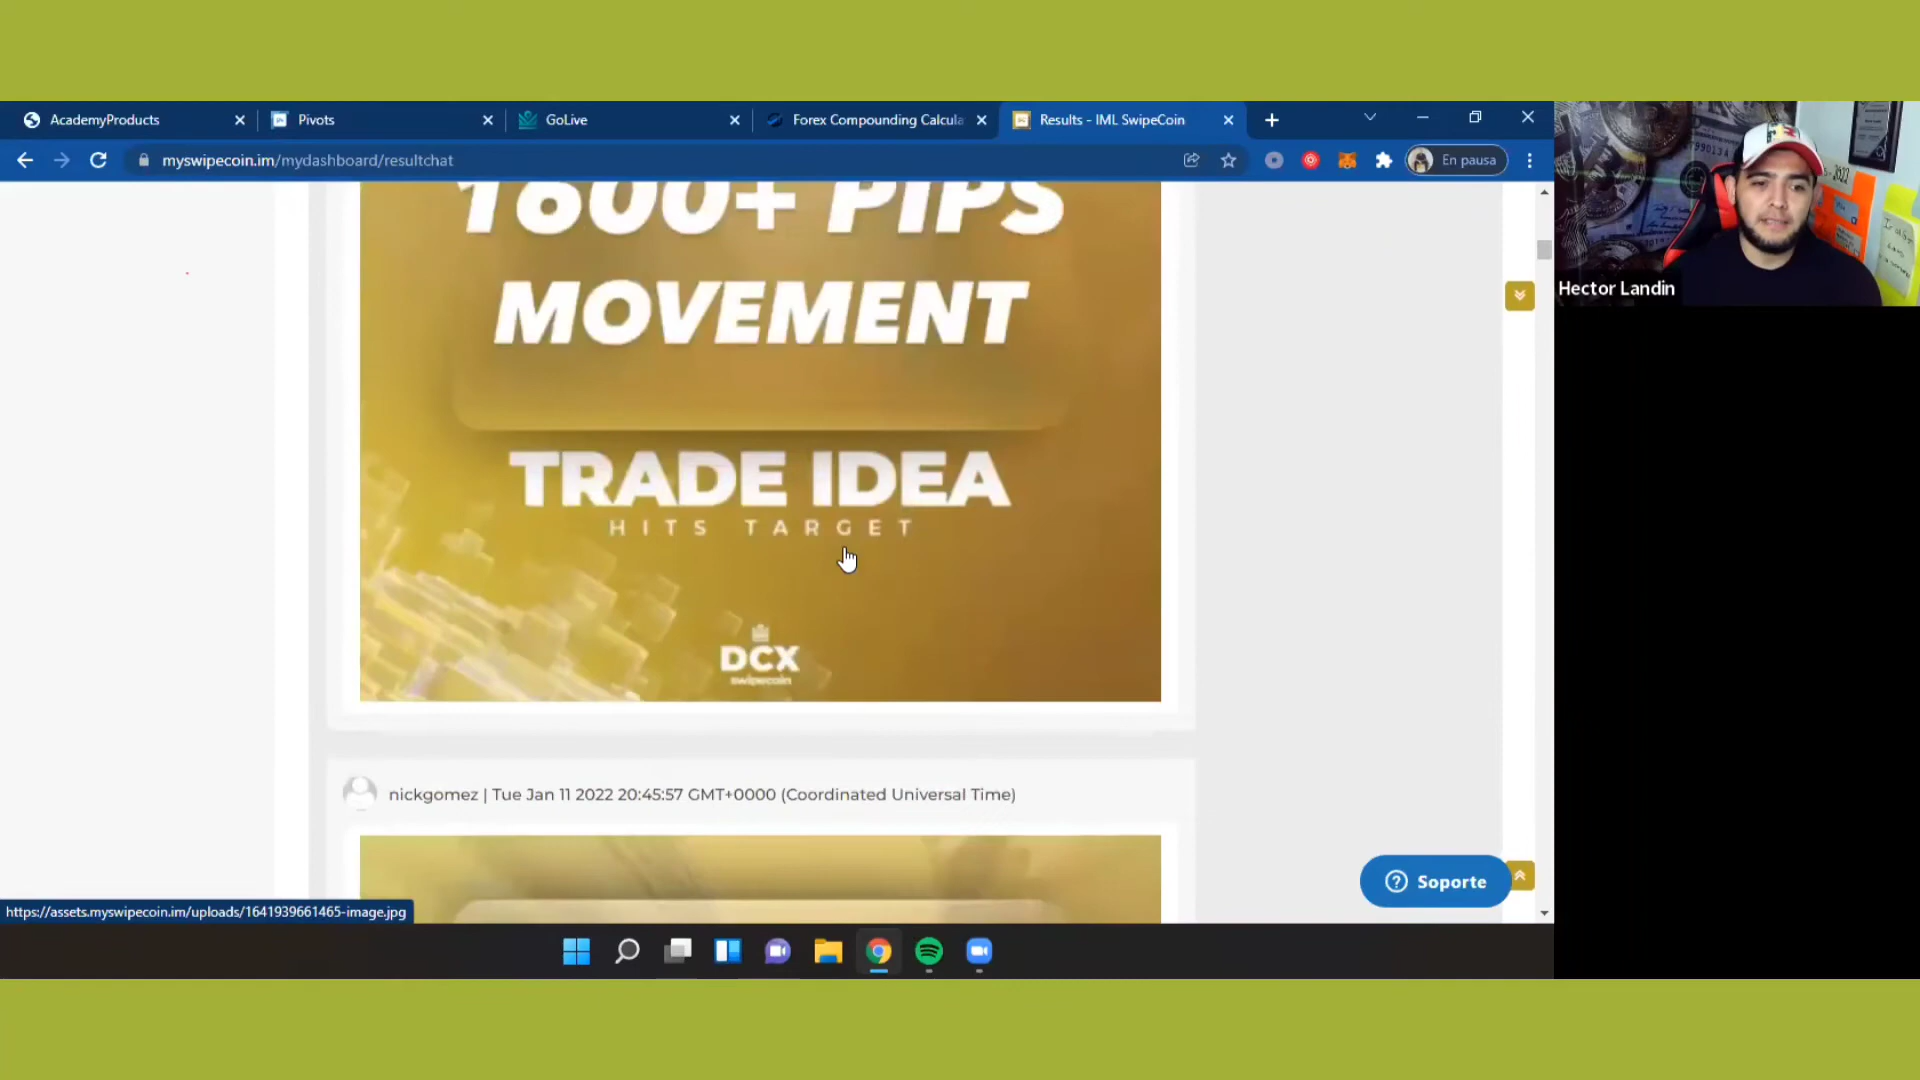 AcademyProducts
Pivots
GoLive
Forex Compounding Calcula
Results - IML SwipeCoin
myswipecoin.im/mydashboard/resultchat
En pausa
1600+ PIPS
MOVEMENT
TRADE IDEA
HITS TARGET
DCX
swipecoin
Hector Landin
nickgomez | Tue Jan 11 2022 20:45:57 GMT+0000 (Coordinated Universal Time)
Soporte
https://assets.myswipecoin.im/uploads/1641939661465-image.jpg